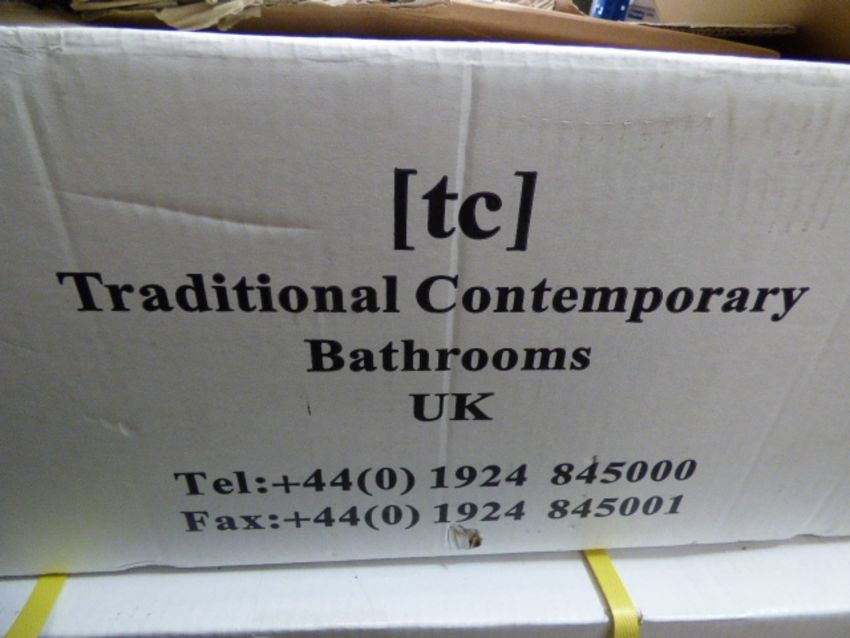 [tc]
Traditional Contemporary
Bathrooms
UK
Tel:+44(0) 1924 845000
Fax:+44(0) 1924 845001